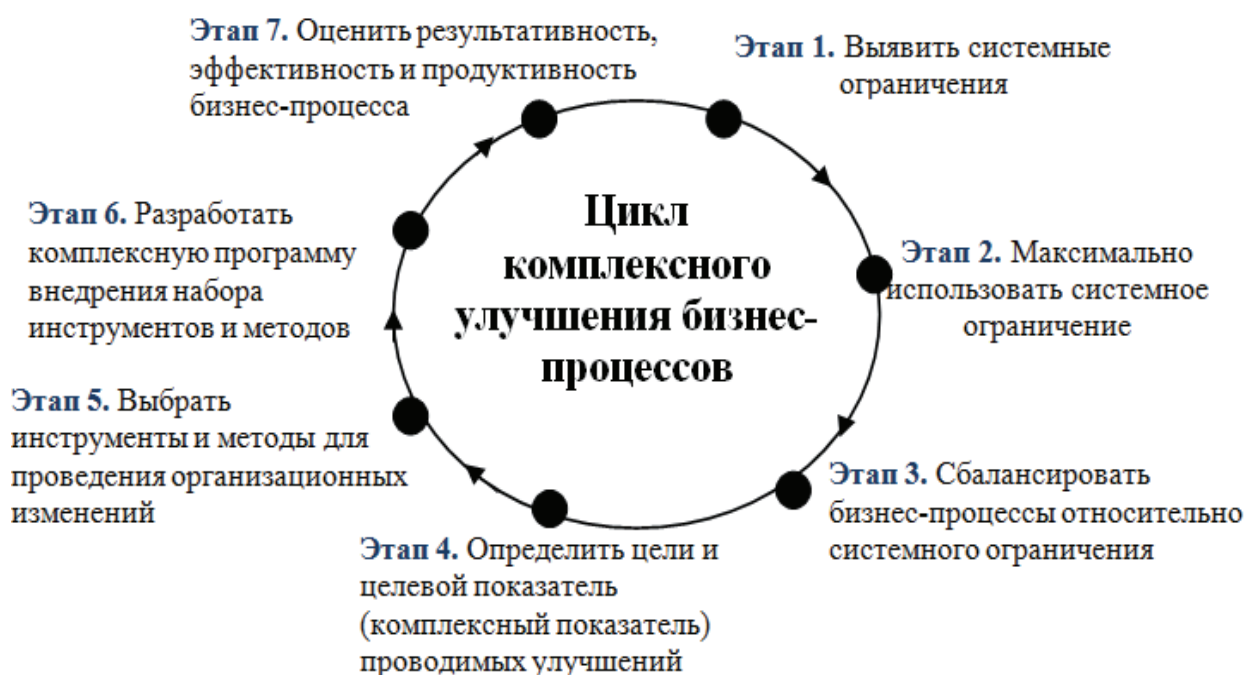 Этап 7. Оценить результативность,
эффективность и продуктивность
бизнес-процесса
Этап 1. Выявить системные
ограничения
Цикл
комплексного
улучшения бизнес-
процессов
Этап 2. Максимально
использовать системное
ограничение
Этап 3. Сбалансировать
бизнес-процессы относительно
системного ограничения
Этап 4. Определить цели и
целевой показатель
(комплексный показатель)
проводимых улучшений
Этап 5. Выбрать
инструменты и методы для
проведения организационных
изменений
Этап 6. Разработать
комплексную программу
внедрения набора
инструментов и методов